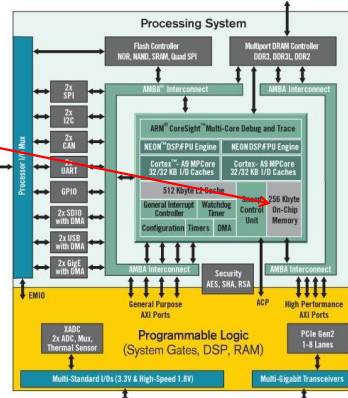 Processing System
Flash Controller
NOR, NAND, SRAM, Quad SPI
Multiport DRAM Controller
DDR3, DDR3L, DDR2
AMBA® Interconnect
AMBA Interconnect
Processor I/O Mux
2x
SPI
2x
I2C
2x
CAN
UART
GPIO
2x SDIO
with DMA
2x USB
with DMA
2x GigE
with DMA
ARM® CoreSight™ Multi-Core Debug and Trace
NEON™ DSP/FPU Engine
NEON DSP/FPU Engine
Cortex™- A9 MPCore
32/32 KB I/D Caches
Cortex™- A9 MPCore
32/32 KB I/D Caches
512 Kbyte L2 Cache
General Interrupt
Controller
Watchdog
Timer
Configuration
Timers
DMA
Control
Unit
256 Kbyte
On-Chip
Memory
AMBA Interconnect
Security
AES, SHA, RSA
AMBA Interconnect
EMIO
General Purpose
AXI Ports
ACP
High Performance
AXI Ports
XADC
2x ADC, Mux,
Thermal Sensor
Programmable Logic
(System Gates, DSP, RAM)
PCIe Gen2
1-8 Lanes
Multi-Standard I/Os (3.3V & High-Speed 1.8V)
Multi-Gigabit Transceivers